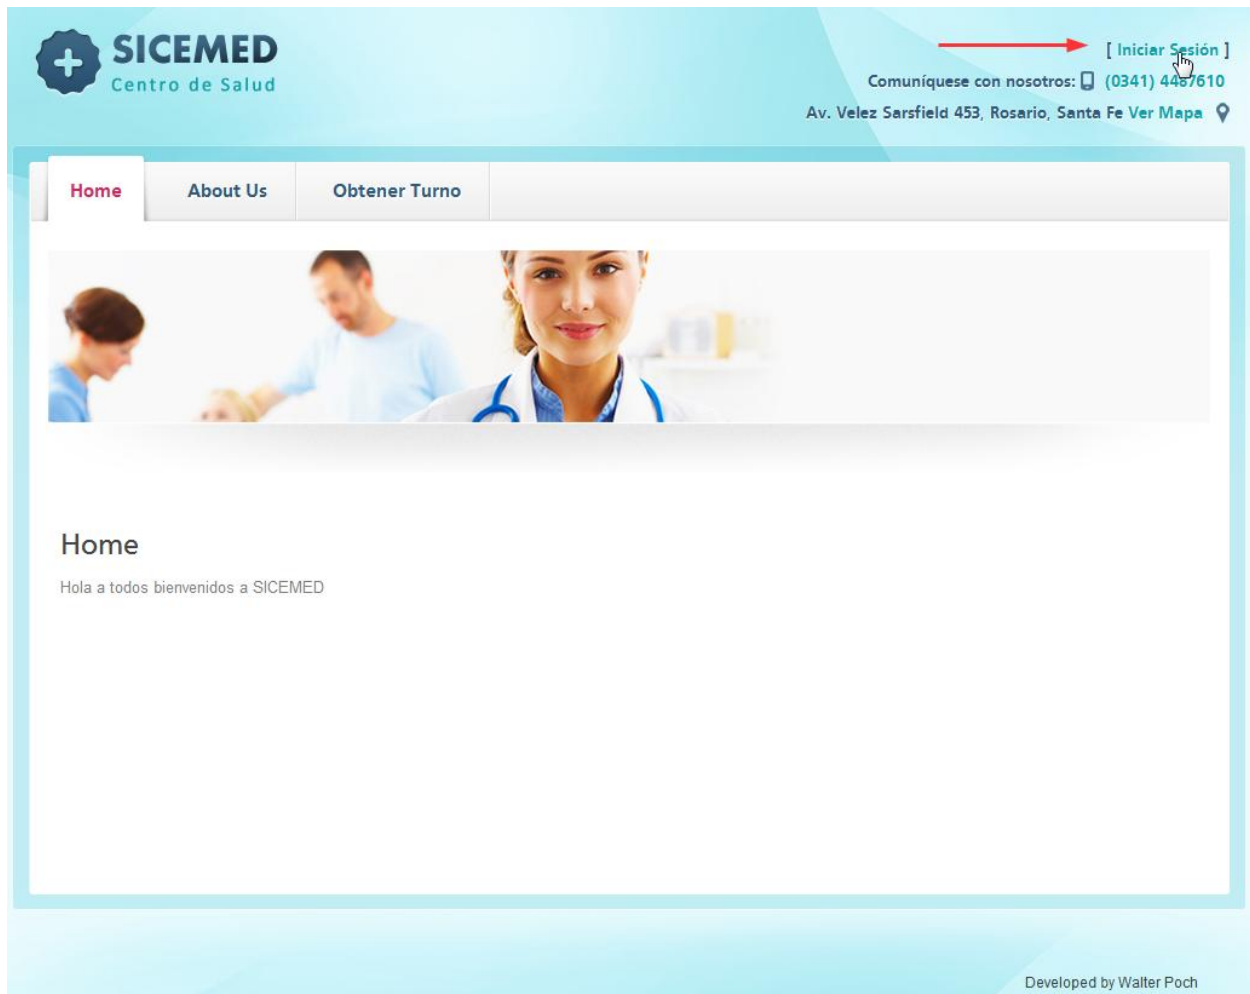 SICEMED
Centro de Salud
[ Iniciar Sesión ]
Comuníquese con nosotros: (0341) 4487610
Av. Velez Sarsfield 453, Rosario, Santa Fe Ver Mapa
Home About Us Obtener Turno
Home
Hola a todos bienvenidos a SICEMED
Developed by Walter Poch